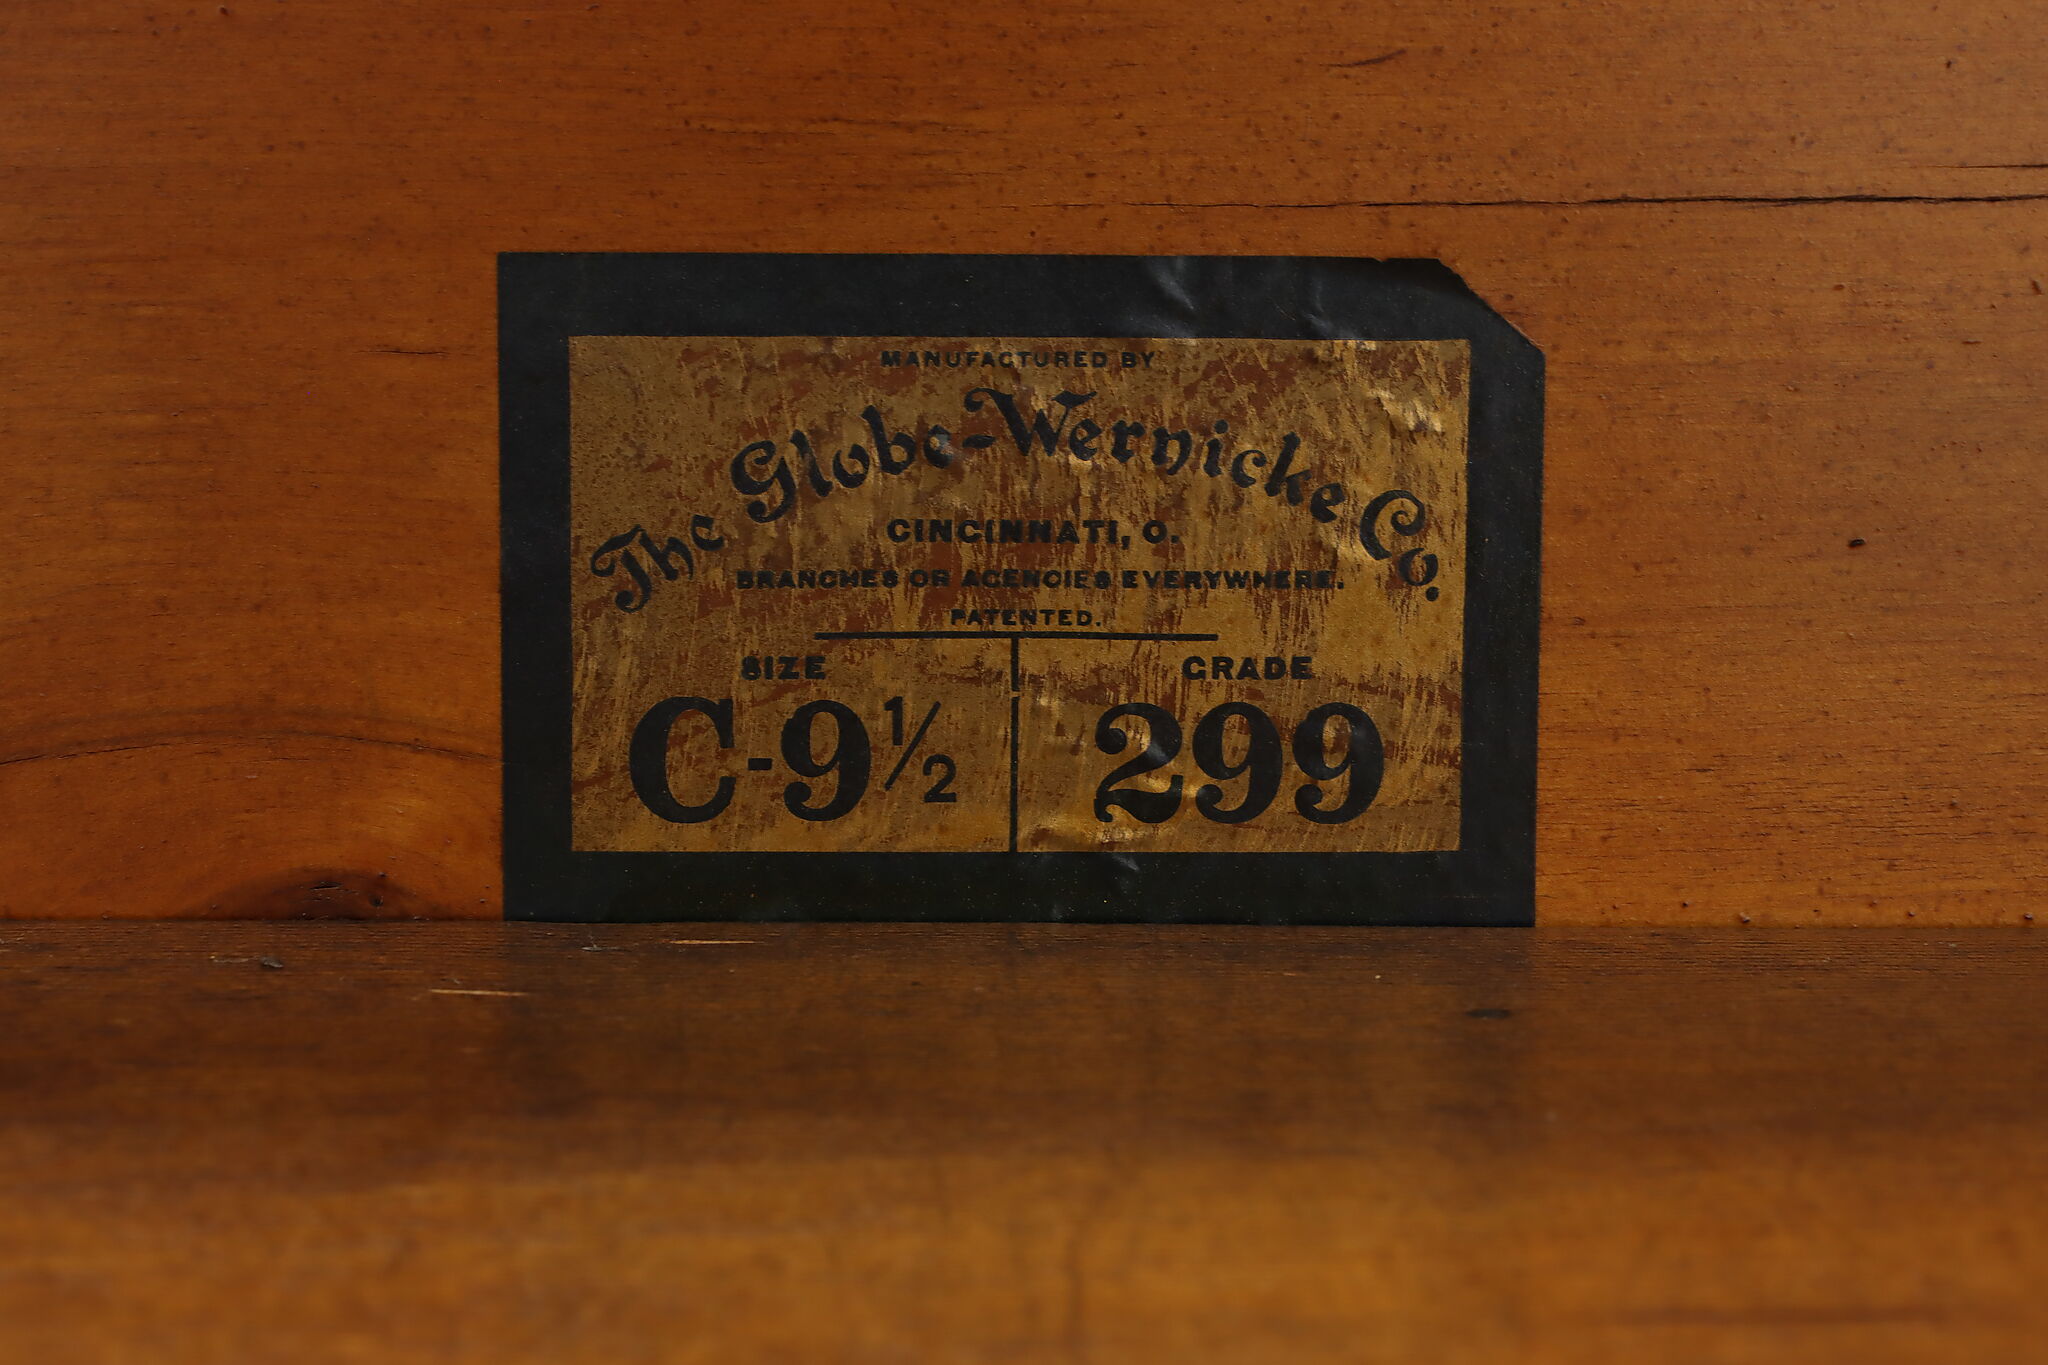 MANUFACTURED BY
The Globe-Wernicke Co.
CINCINNATI, O.
BRANCHES OR AGENCIES EVERYWHERE.
PATENTED.
SIZE GRADE
C-9½ 299